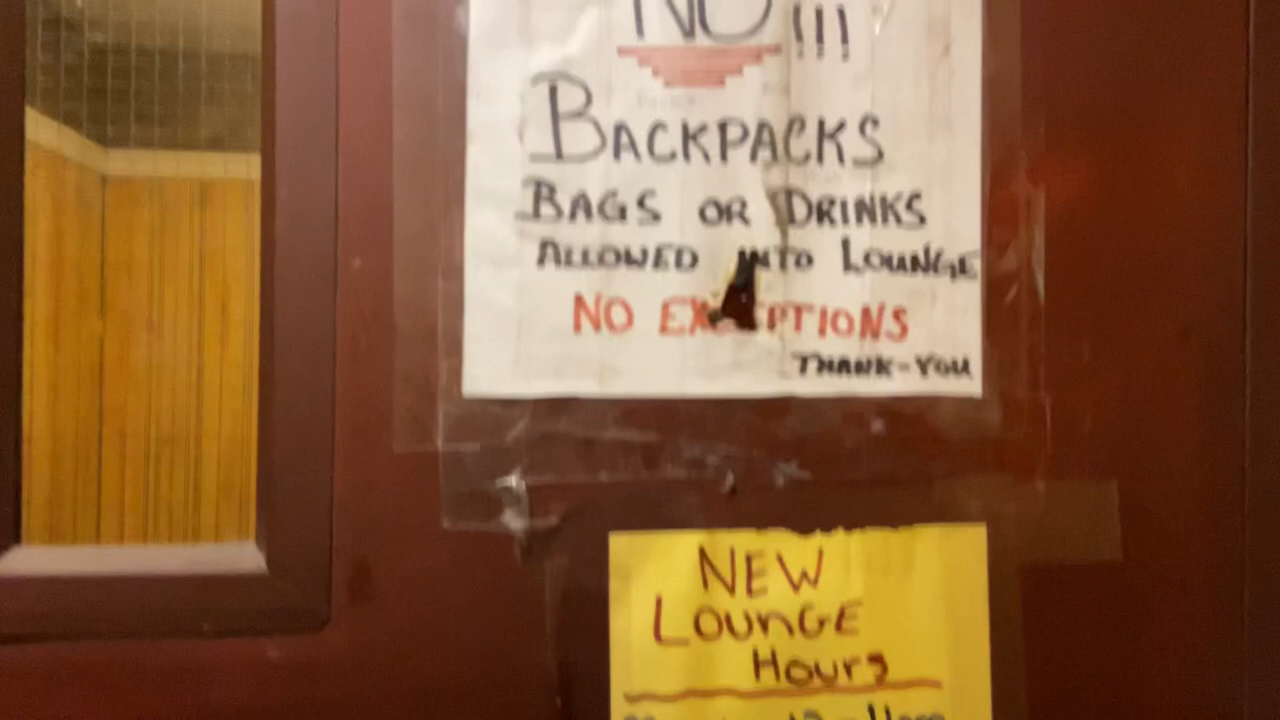 NO !!!
BACKPACKS
BAGS OR DRINKS
ALLOWED INTO LOUNGE
NO EXCEPTIONS
THANK-YOU
NEW
LOUNGE
HOURS